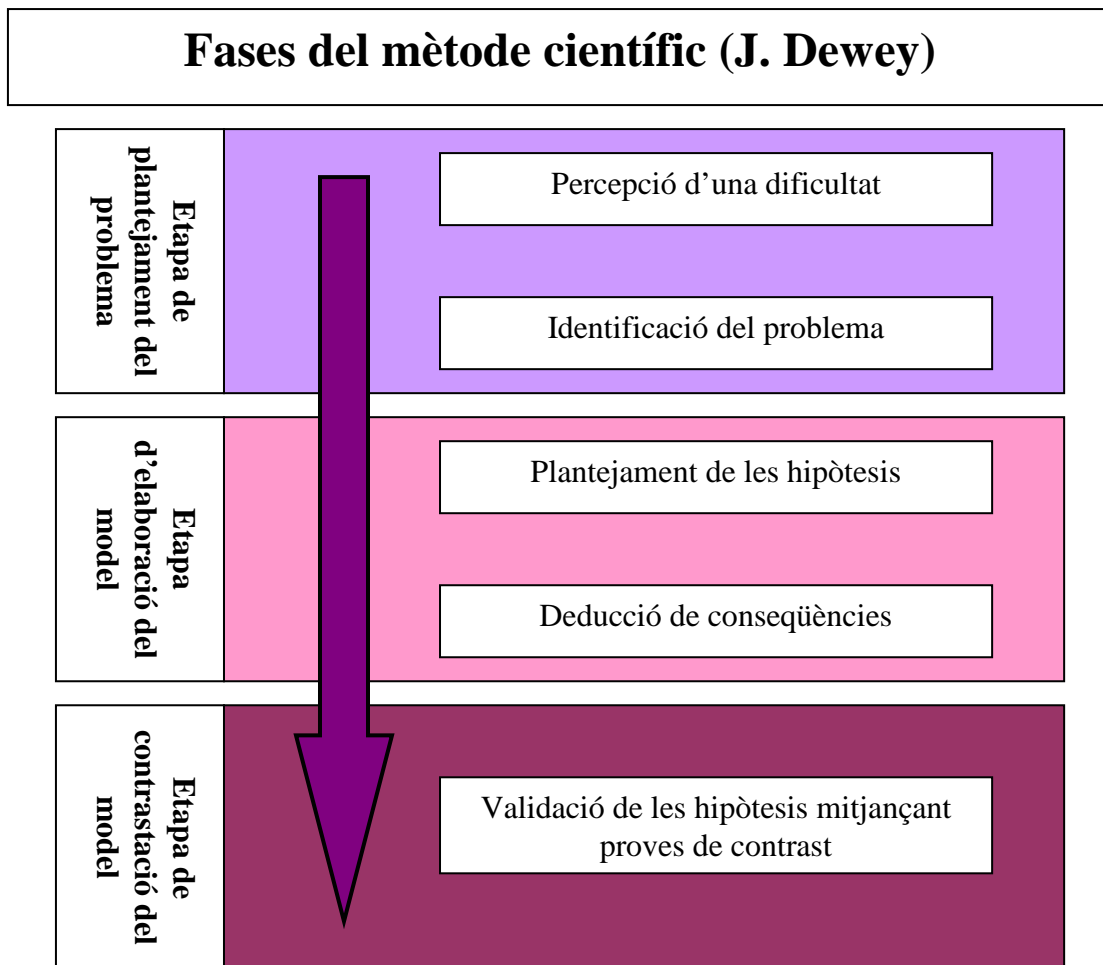 Fases del mètode científic (J. Dewey)
Etapa de
plantejament del
problema
Percepció d’una dificultat
Identificació del problema
Etapa
d’elaboració del
model
Plantejament de les hipòtesis
Deducció de conseqüències
Etapa de
contrastació del
model
Validació de les hipòtesis mitjançant
proves de contrast